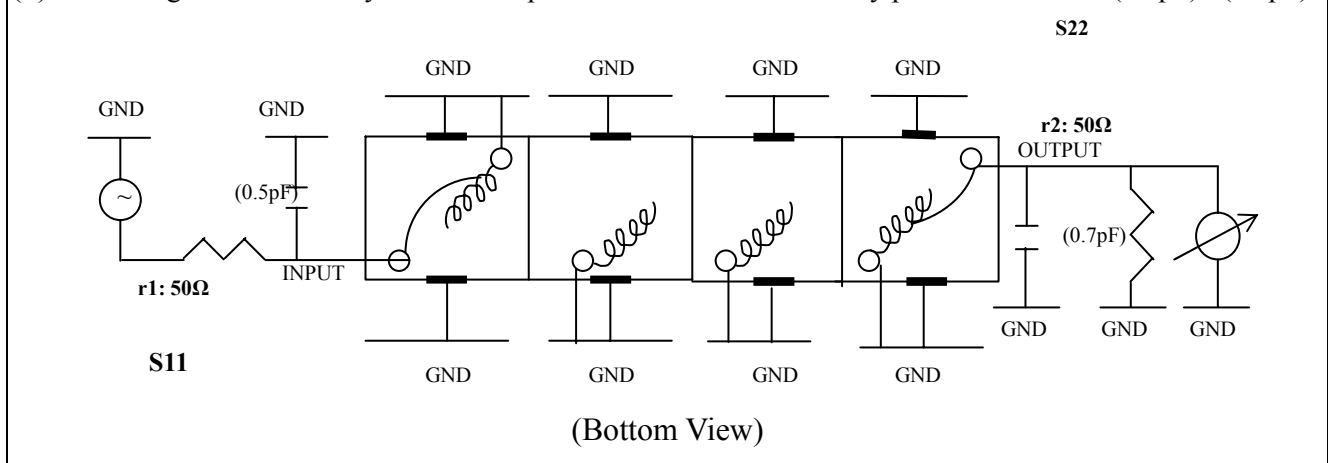 S22
GND GND GND GND
GND GND
r2: 50Ω
OUTPUT
~
(0.5pF)
(0.7pF)
INPUT
r1: 50Ω
GND GND GND
S11
GND GND GND GND
(Bottom View)